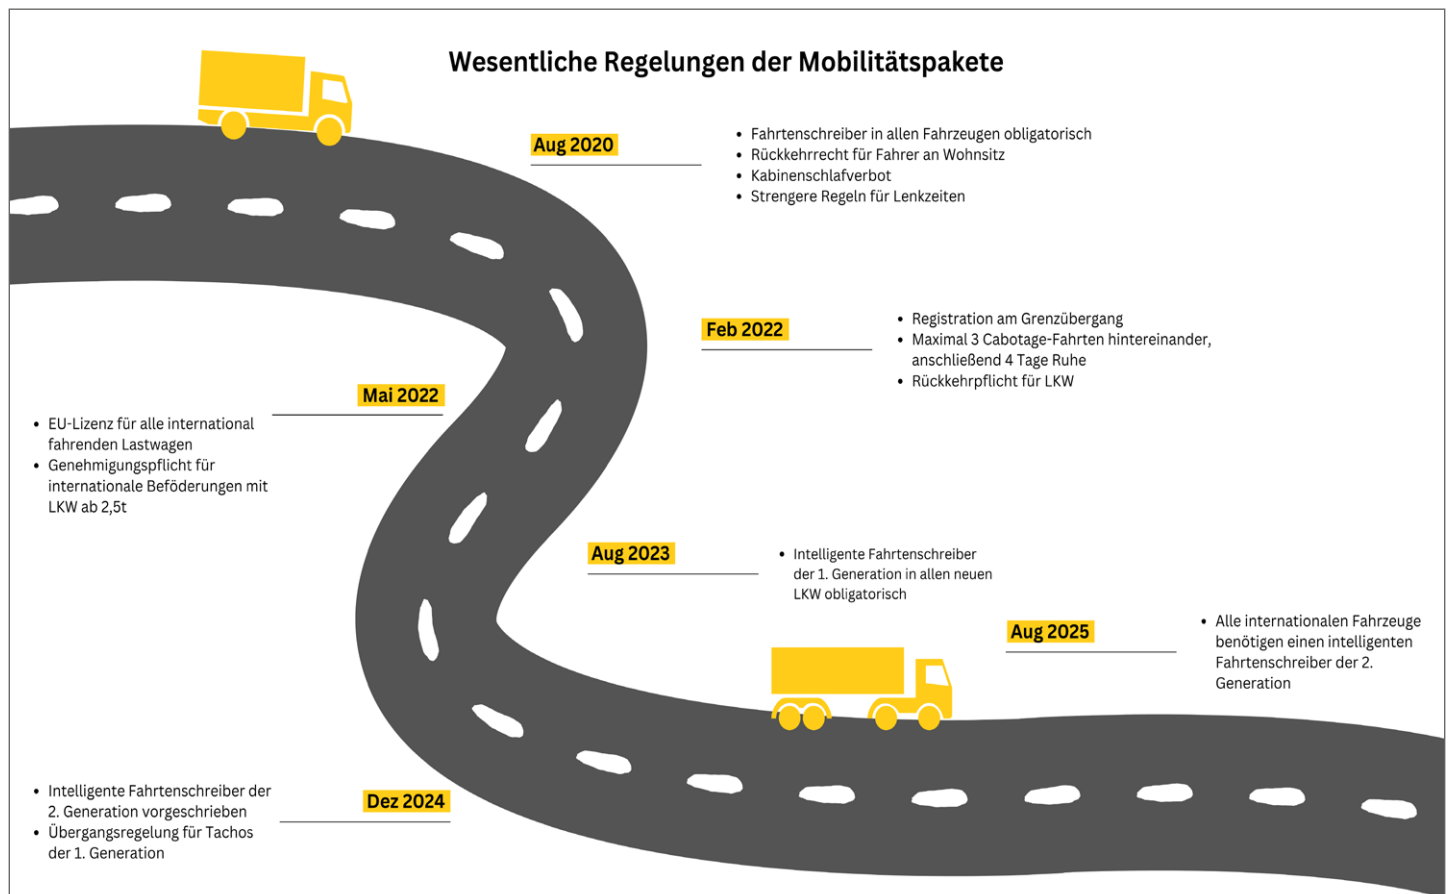 Wesentliche Regelungen der Mobilitätspakete
Aug 2020
• Fahrtenschreiber in allen Fahrzeugen obligatorisch
• Rückkehrrecht für Fahrer an Wohnsitz
• Kabinenschlafverbot
• Strengere Regeln für Lenkzeiten
Feb 2022
• Registration am Grenzübergang
• Maximal 3 Cabotage-Fahrten hintereinander,
anschließend 4 Tage Ruhe
• Rückkehrpflicht für LKW
Mai 2022
• EU-Lizenz für alle international
fahrenden Lastwagen
• Genehmigungspflicht für
internationale Beföderungen mit
LKW ab 2,5t
Aug 2023
• Intelligente Fahrtenschreiber
der 1. Generation in allen neuen
LKW obligatorisch
Dez 2024
• Intelligente Fahrtenschreiber der
2. Generation vorgeschrieben
• Übergangsregelung für Tachos
der 1. Generation
Aug 2025
• Alle internationalen Fahrzeuge
benötigen einen intelligenten
Fahrtenschreiber der 2.
Generation